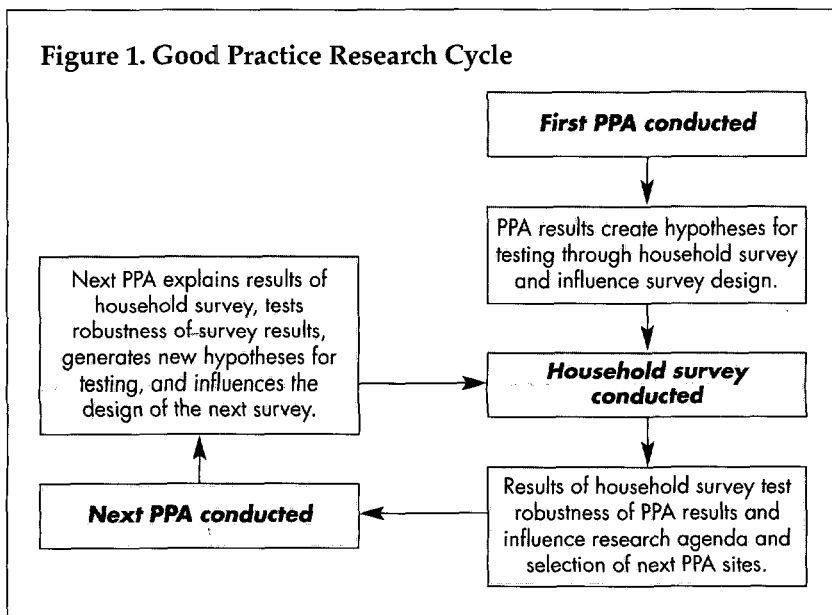 Figure 1. Good Practice Research Cycle
First PPA conducted
PPA results create hypotheses for
testing through household survey
and influence survey design.
Household survey
conducted
Results of household survey test
robustness of PPA results and
influence research agenda and
selection of next PPA sites.
Next PPA conducted
Next PPA explains results of
household survey, tests
robustness of survey results,
generates new hypotheses for
testing, and influences the
design of the next survey.